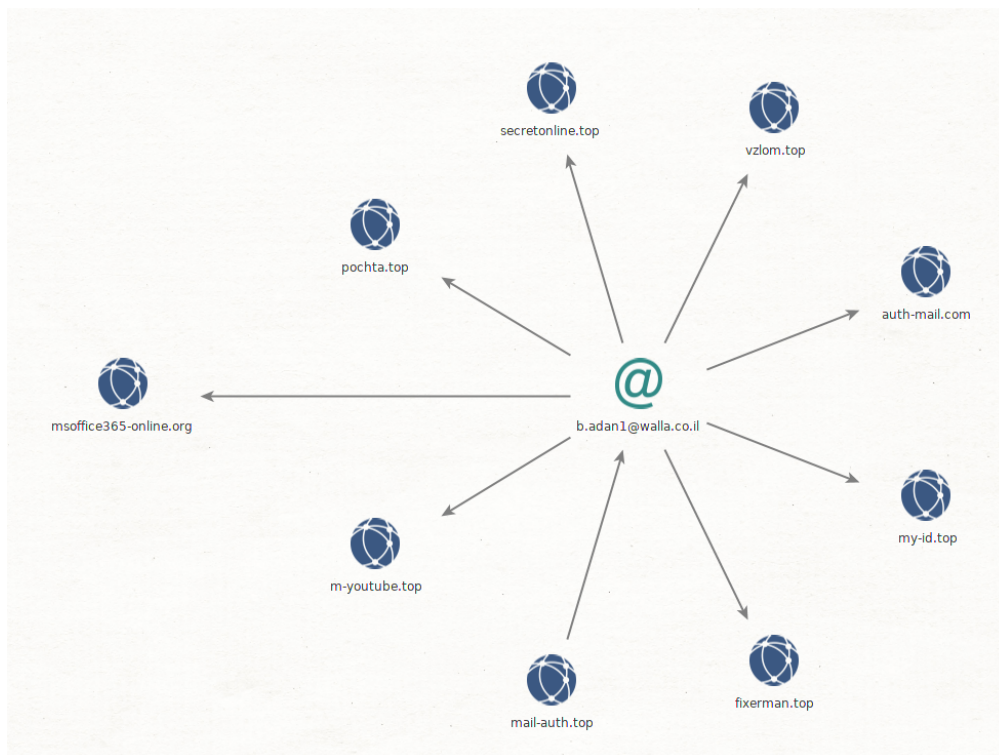 secretonline.top
vzlom.top
pochta.top
auth-mail.com
msoffice365-online.org
@
b.adan1@walla.co.il
my-id.top
m-youtube.top
fixerman.top
mail-auth.top